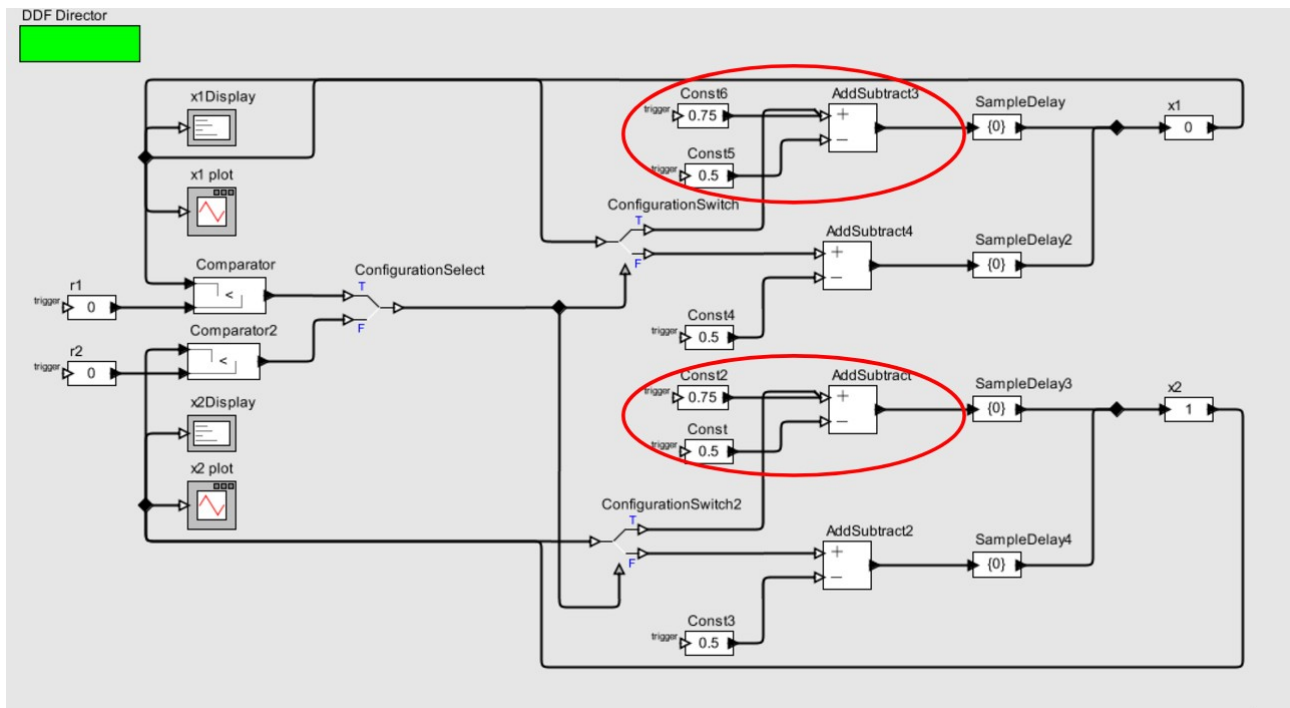 DDF Director
x1Display
x1 plot
Const6
trigger
0.75
Const5
trigger
0.5
AddSubtract3
+
−
SampleDelay
{0}
x1
0
ConfigurationSwitch
T
F
AddSubtract4
+
−
SampleDelay2
{0}
Const4
trigger
0.5
Comparator
<
ConfigurationSelect
T
F
r1
trigger
0
Comparator2
<
r2
trigger
0
x2Display
x2 plot
Const2
trigger
0.75
Const
trigger
0.5
AddSubtract
+
−
SampleDelay3
{0}
x2
1
ConfigurationSwitch2
T
F
AddSubtract2
+
−
SampleDelay4
{0}
Const3
trigger
0.5